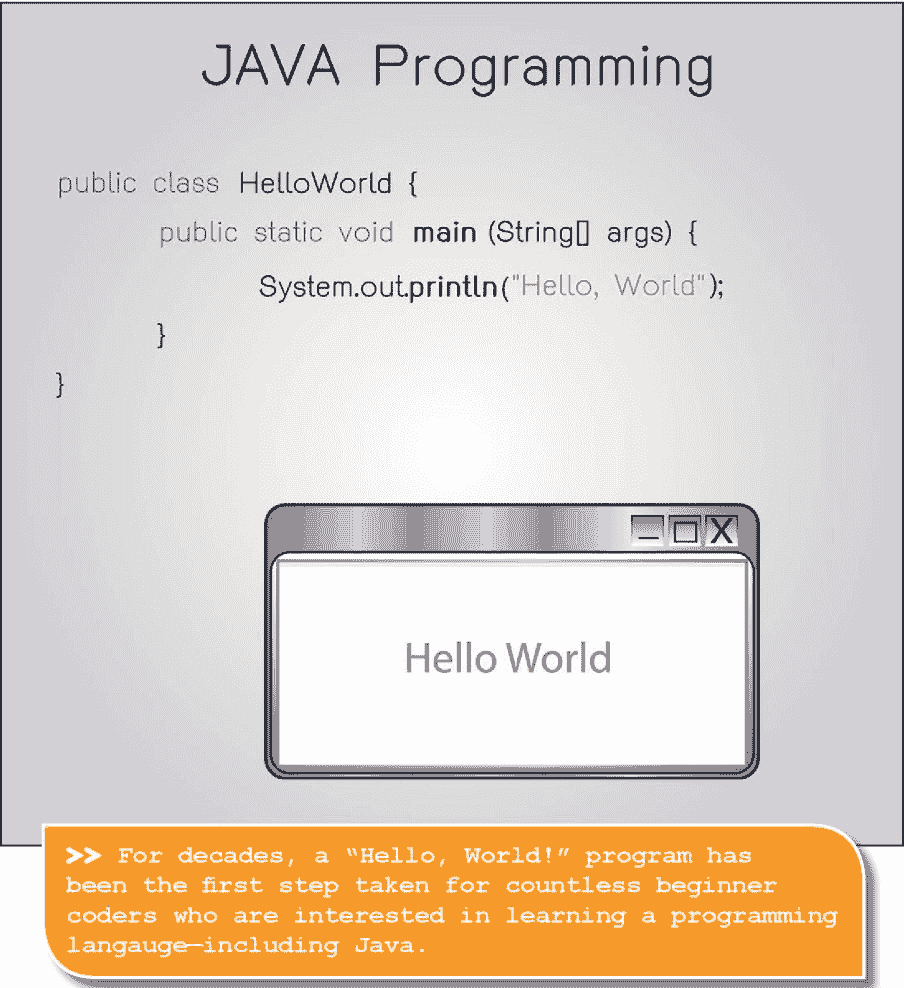 JAVA Programming
public class HelloWorld {
public static void main (String[] args) {
System.out.println("Hello, World");
}
}
X
Hello World
>> For decades, a “Hello, World!” program has
been the first step taken for countless beginner
coders who are interested in learning a programming
langauge—including Java.